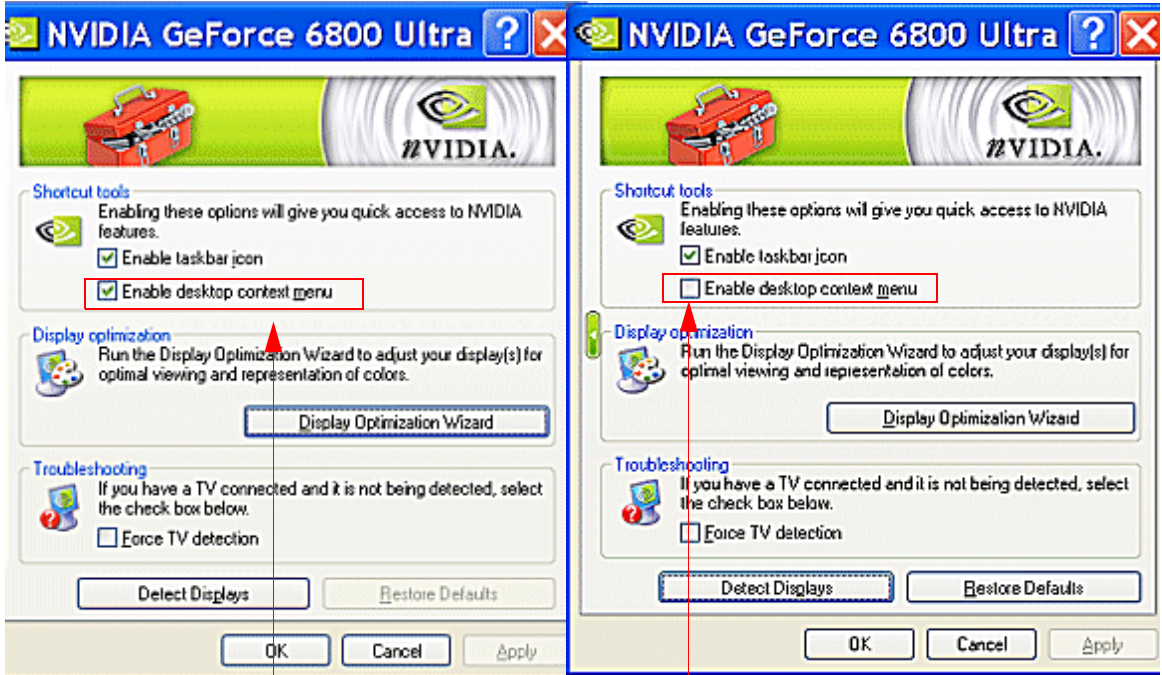 NVIDIA GeForce 6800 Ultra
nVIDIA.
Shortcut tools
Enabling these options will give you quick access to NVIDIA
features.
Enable taskbar icon
Enable desktop context menu
Display optimization
Run the Display Optimization Wizard to adjust your display(s) for
optimal viewing and representation of colors.
Display Optimization Wizard
Troubleshooting
If you have a TV connected and it is not being detected, select
the check box below.
Force TV detection
Detect Displays
Restore Defaults
OK
Cancel
Apply
NVIDIA GeForce 6800 Ultra
nVIDIA.
Shortcut tools
Enabling these options will give you quick access to NVIDIA
features.
Enable taskbar icon
Enable desktop context menu
Display optimization
Run the Display Optimization Wizard to adjust your display(s) for
optimal viewing and representation of colors.
Display Optimization Wizard
Troubleshooting
If you have a TV connected and it is not being detected, select
the check box below.
Force TV detection
Detect Displays
Restore Defaults
OK
Cancel
Apply